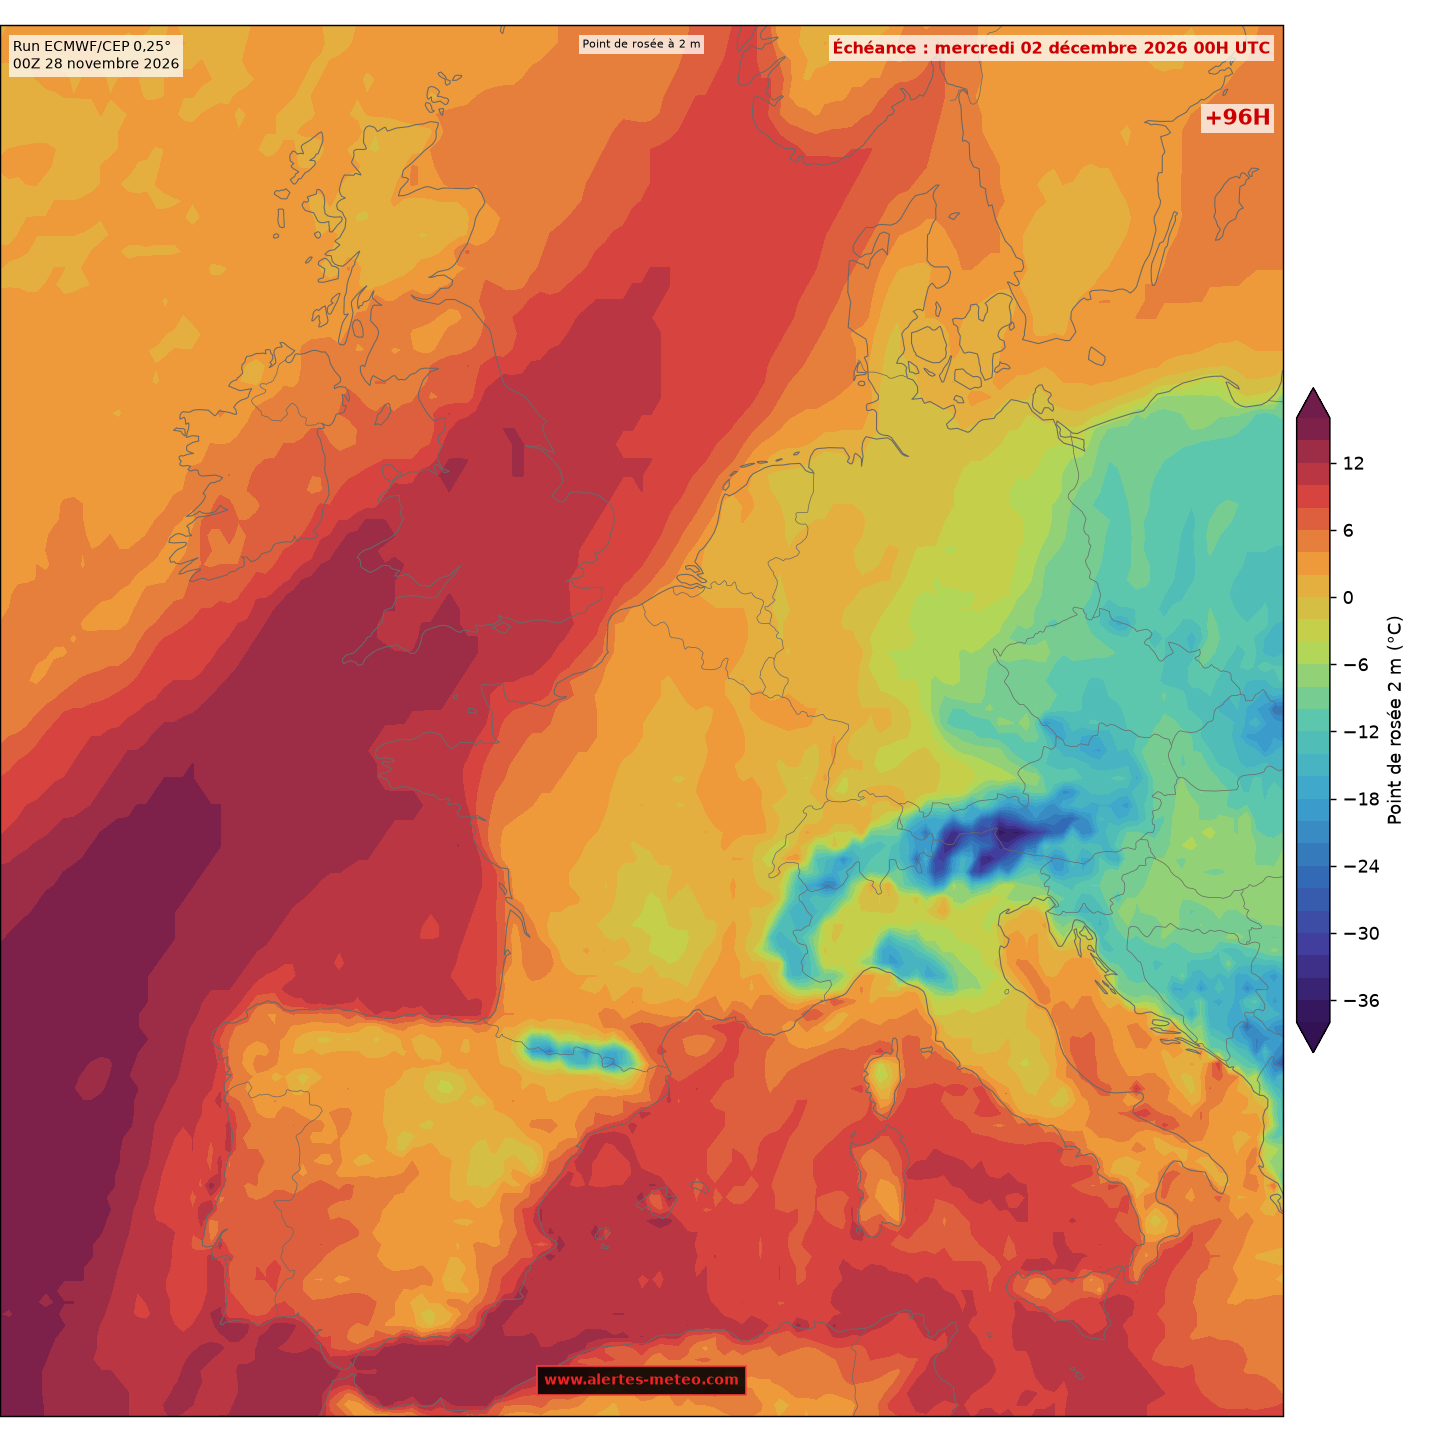 Run ECMWF/CEP 0,25°
00Z 28 novembre 2026
Point de rosée à 2 m
Échéance : mercredi 02 décembre 2026 00H UTC
+96H
12
6
0
−6
−12
−18
−24
−30
−36
Point de rosée 2 m (°C)
www.alertes-meteo.com